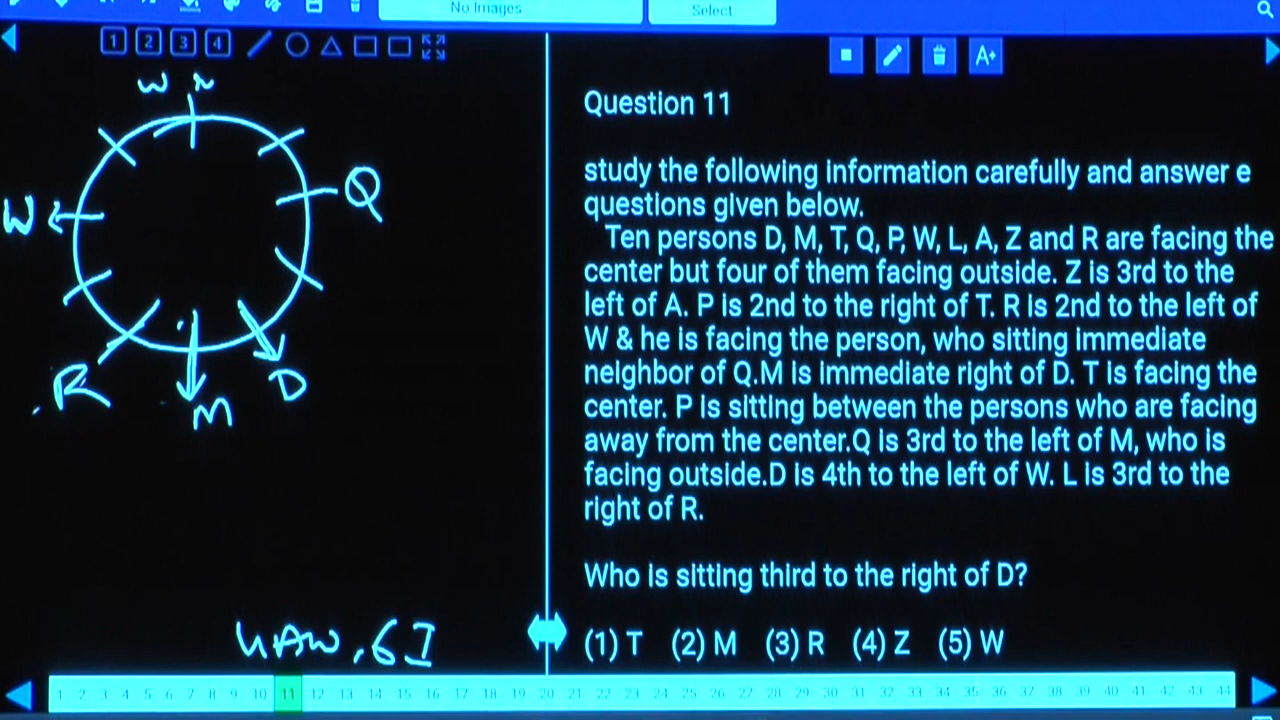 No Images
Select
1 2 3 4
A+
W
Q
W
R
M
D
4AW, 6I
Question 11
study the following information carefully and answer e
questions given below.
Ten persons D, M, T, Q, P, W, L, A, Z and R are facing the
center but four of them facing outside. Z is 3rd to the
left of A. P is 2nd to the right of T. R is 2nd to the left of
W & he is facing the person, who sitting immediate
neighbor of Q.M is immediate right of D. T is facing the
center. P is sitting between the persons who are facing
away from the center.Q is 3rd to the left of M, who is
facing outside.D is 4th to the left of W. L is 3rd to the
right of R.
Who is sitting third to the right of D?
(1) T (2) M (3) R (4) Z (5) W
1 2 3 4 5 6 7 8 9 10 11 12 13 14 15 16 17 18 19 20 21 22 23 24 25 26 27 28 29 30 31 32 33 34 35 36 37 38 39 40 41 42 43 44